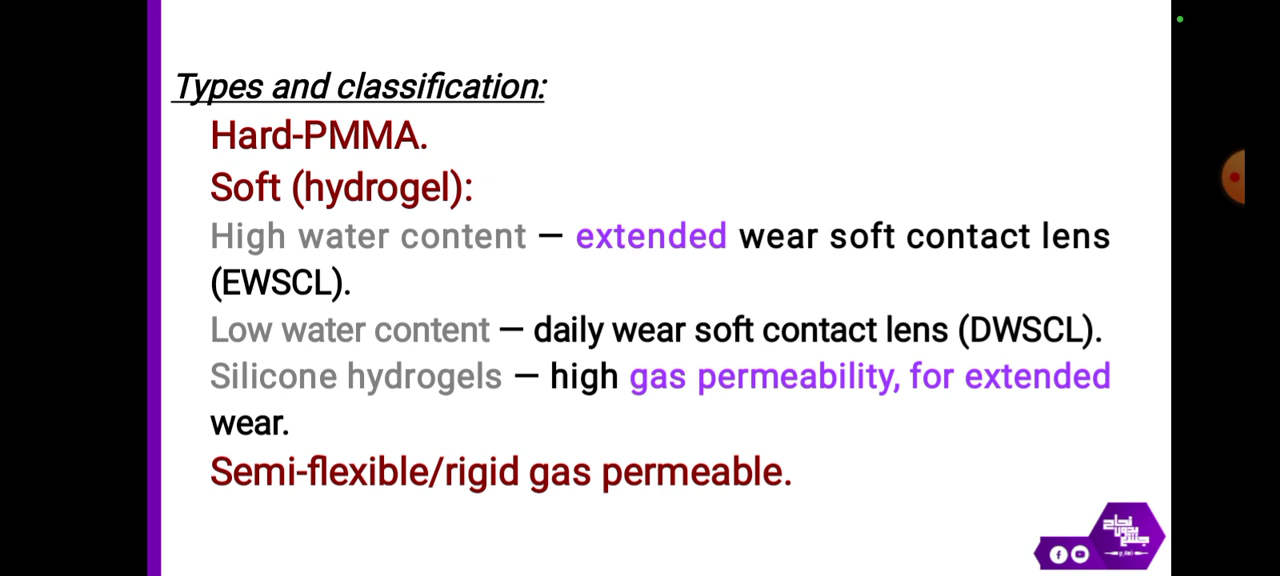 Types and classification:
Hard-PMMA.
Soft (hydrogel):
High water content – extended wear soft contact lens
(EWSCL).
Low water content – daily wear soft contact lens (DWSCL).
Silicone hydrogels – high gas permeability, for extended
wear.
Semi-flexible/rigid gas permeable.
نجاح
بدون